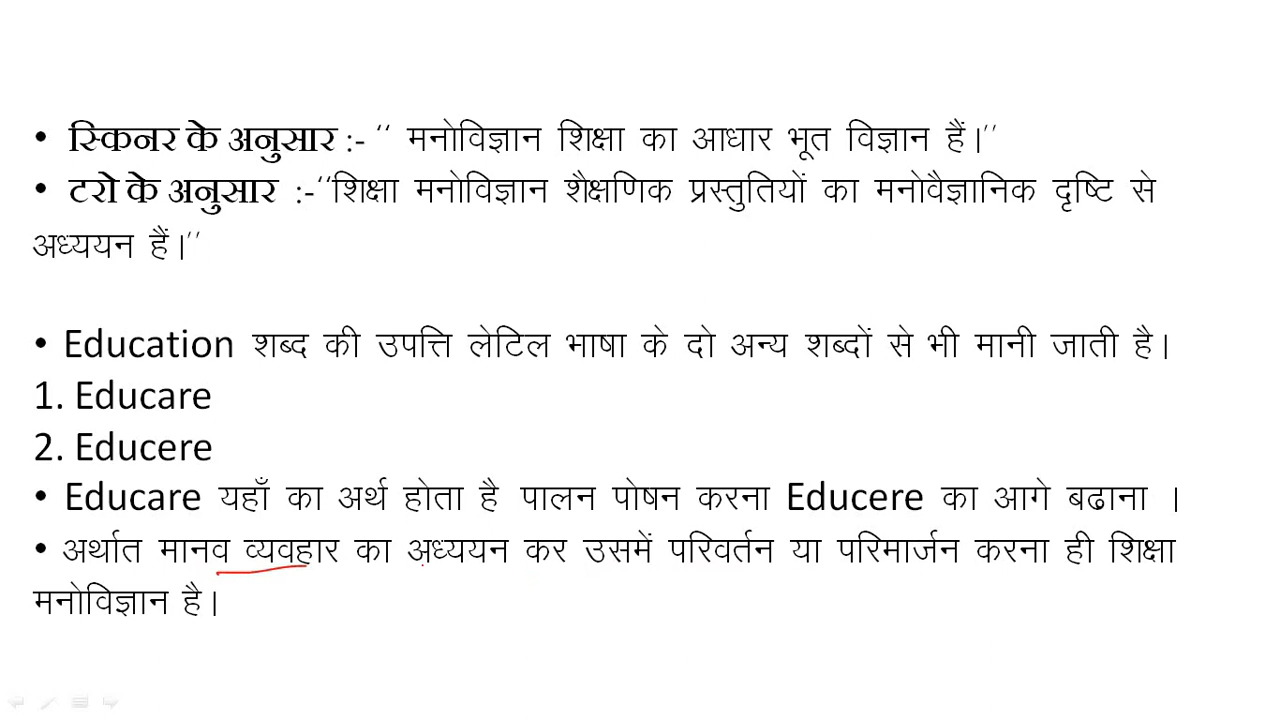 • स्किनर के अनुसार :- ‘‘ मनोविज्ञान शिक्षा का आधार भूत विज्ञान हैं।’’
• टरो के अनुसार :-‘‘शिक्षा मनोविज्ञान शैक्षणिक प्रस्तुतियों का मनोवैज्ञानिक दृष्टि से
अध्ययन हैं।’’
• Education शब्द की उपत्ति लेटिल भाषा के दो अन्य शब्दों से भी मानी जाती है।
1. Educare
2. Educere
• Educare यहाँ का अर्थ होता है पालन पोषन करना Educere का आगे बढाना ।
• अर्थात मानव व्यवहार का अध्ययन कर उसमें परिवर्तन या परिमार्जन करना ही शिक्षा
मनोविज्ञान है।